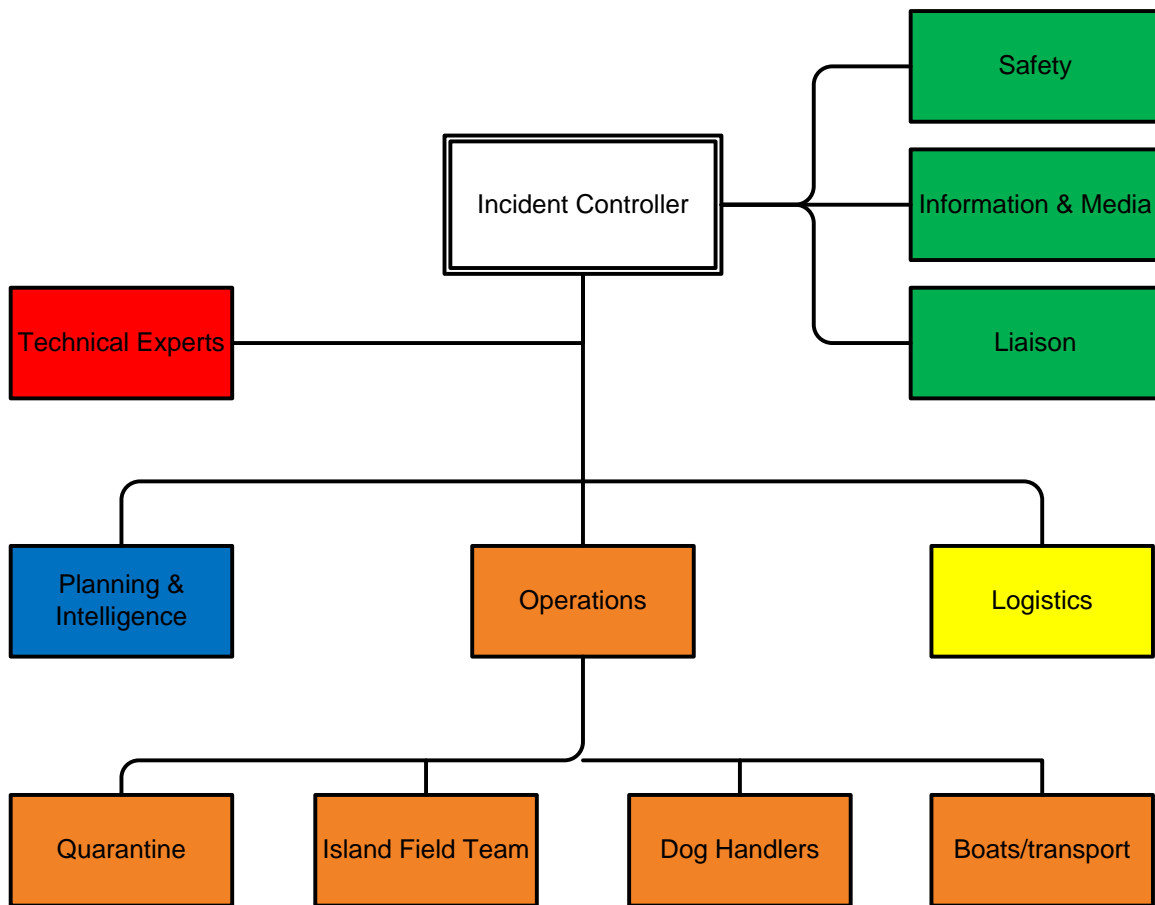 Safety
Incident Controller
Information & Media
Technical Experts
Liaison
Planning &
Intelligence
Operations
Logistics
Quarantine
Island Field Team
Dog Handlers
Boats/transport